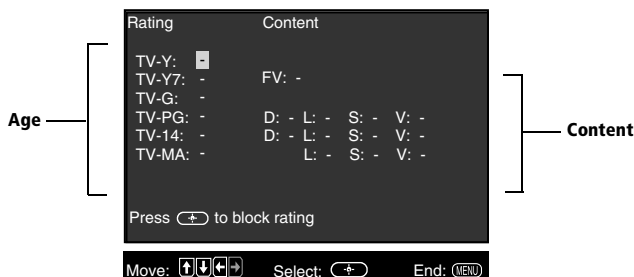 Rating Content
TV-Y: -
TV-Y7: - FV: -
TV-G: -
TV-PG: - D: - L: - S: - V: -
TV-14: - D: - L: - S: - V: -
TV-MA: - L: - S: - V: -
Age
Content
Press to block rating
Move: Select: End: MENU